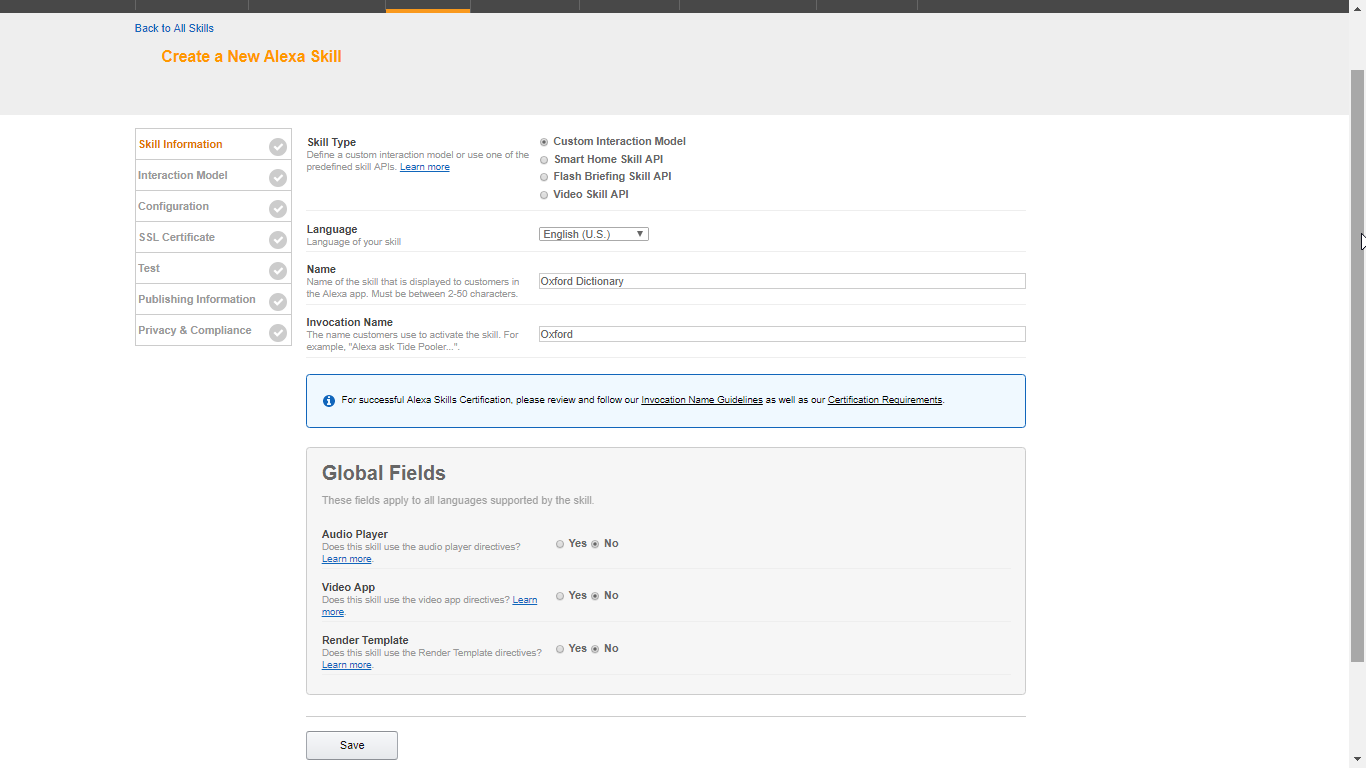 Back to All Skills
Create a New Alexa Skill
Skill Information
Interaction Model
Configuration
SSL Certificate
Test
Publishing Information
Privacy & Compliance
Skill Type
Define a custom interaction model or use one of the
predefined skill APIs. Learn more
Custom Interaction Model
Smart Home Skill API
Flash Briefing Skill API
Video Skill API
Language
Language of your skill
English (U.S.)
Name
Name of the skill that is displayed to customers in
the Alexa app. Must be between 2-50 characters.
Oxford Dictionary
Invocation Name
The name customers use to activate the skill. For
example, "Alexa ask Tide Pooler...".
Oxford
For successful Alexa Skills Certification, please review and follow our Invocation Name Guidelines as well as our Certification Requirements.
Global Fields
These fields apply to all languages supported by the skill.
Audio Player
Does this skill use the audio player directives?
Learn more.
Yes No
Video App
Does this skill use the video app directives? Learn
more.
Yes No
Render Template
Does this skill use the Render Template directives?
Learn more.
Yes No
Save